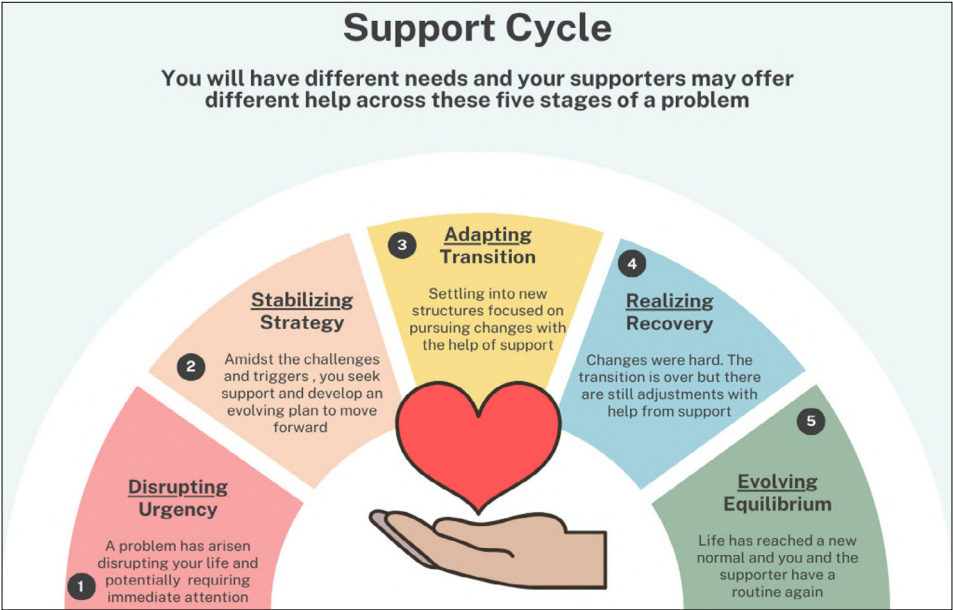 Support Cycle
You will have different needs and your supporters may offer
different help across these five stages of a problem
1
Disrupting
Urgency
A problem has arisen
disrupting your life and
potentially requiring
immediate attention
2
Stabilizing
Strategy
Amidst the challenges
and triggers , you seek
support and develop an
evolving plan to move
forward
3
Adapting
Transition
Settling into new
structures focused on
pursuing changes with
the help of support
4
Realizing
Recovery
Changes were hard. The
transition is over but there
are still adjustments with
help from support
5
Evolving
Equilibrium
Life has reached a new
normal and you and the
supporter have a
routine again